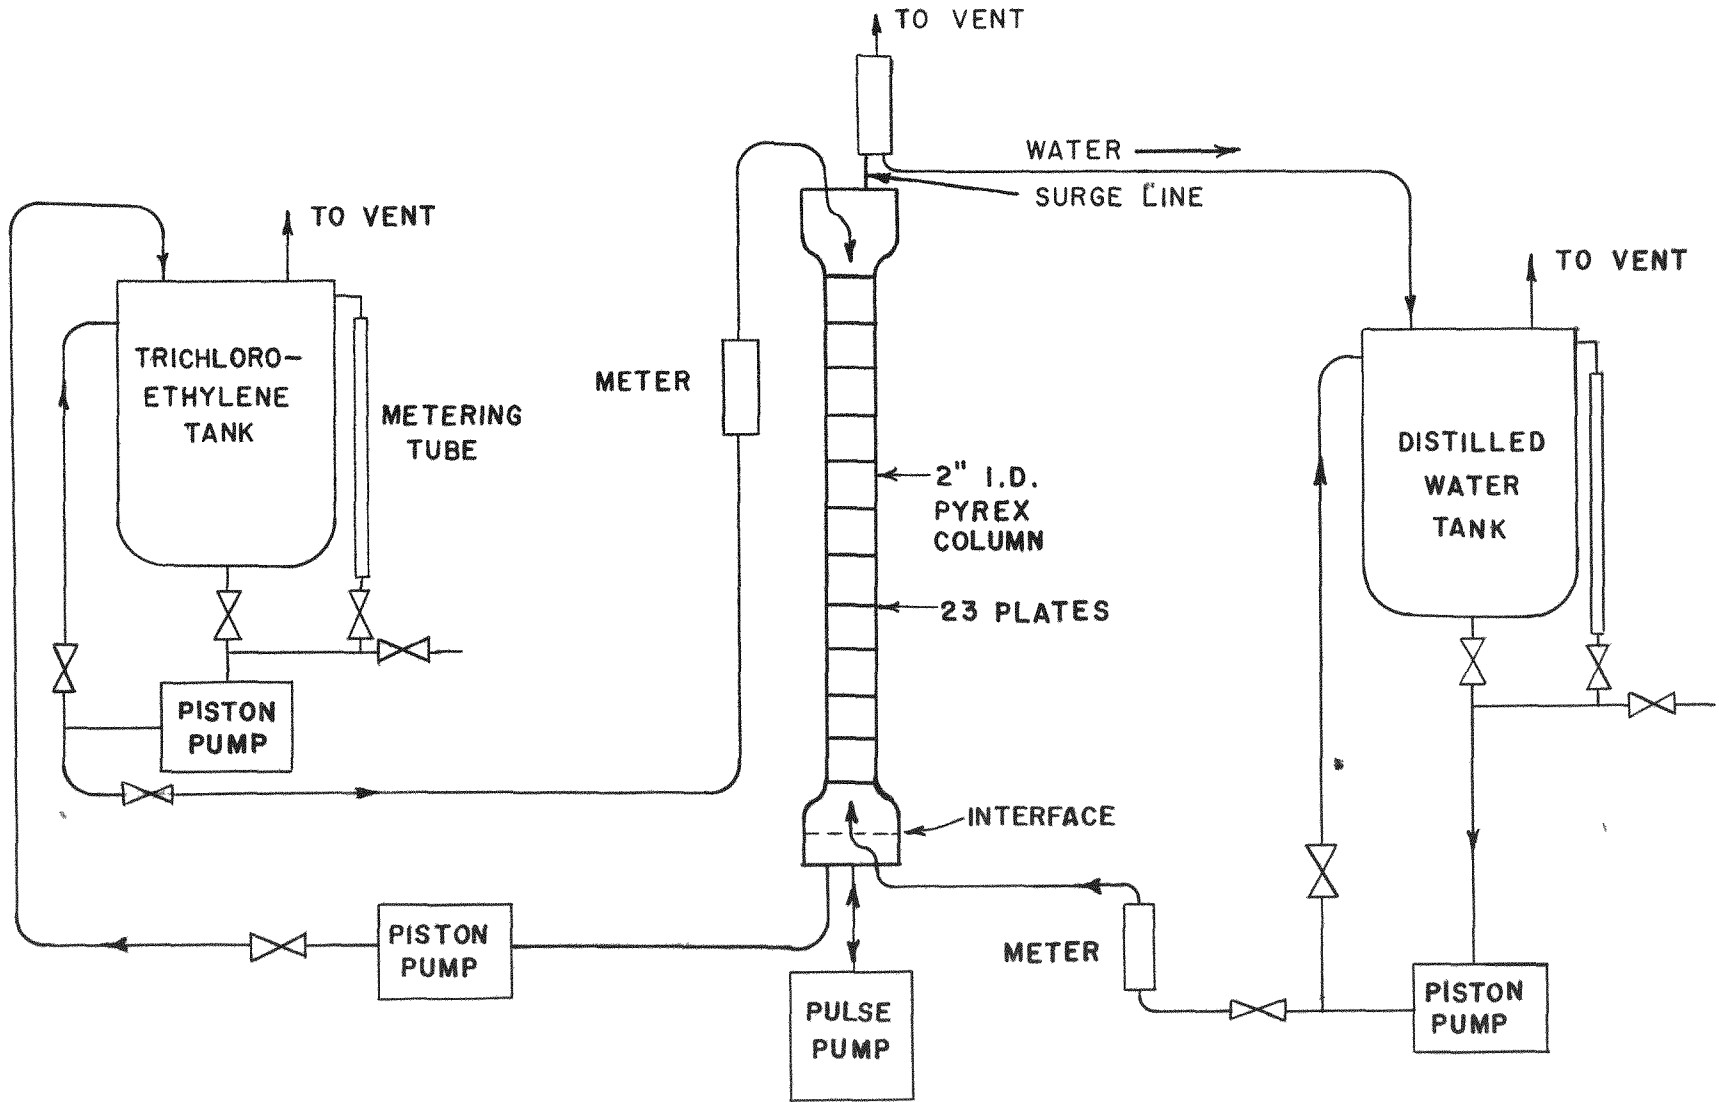 TO VENT
WATER
SURGE LINE
TO VENT
TO VENT
TRICHLORO-
ETHYLENE
TANK
METERING
TUBE
METER
2" I.D.
PYREX
COLUMN
23 PLATES
DISTILLED
WATER
TANK
PISTON
PUMP
INTERFACE
PISTON
PUMP
METER
PULSE
PUMP
PISTON
PUMP